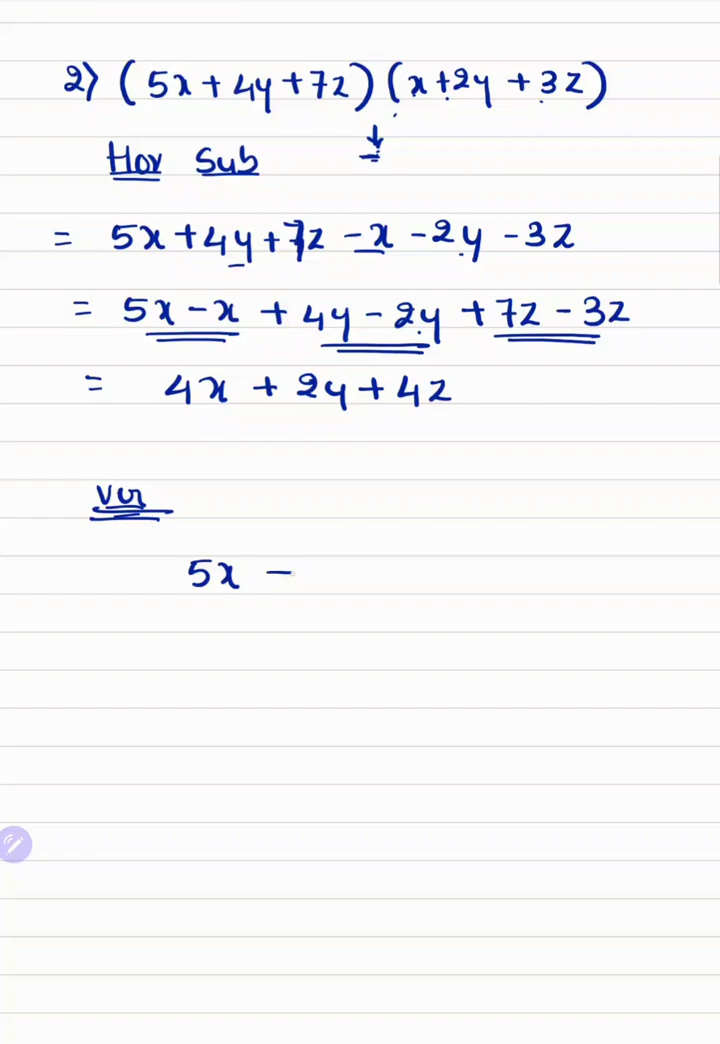 2) (5x + 4y + 7z) (x + 2y + 3z)
Hor Sub
= 5x + 4y + 7z - x - 2y - 3z
= 5x - x + 4y - 2y + 7z - 3z
= 4x + 2y + 4z
Ver
5x -